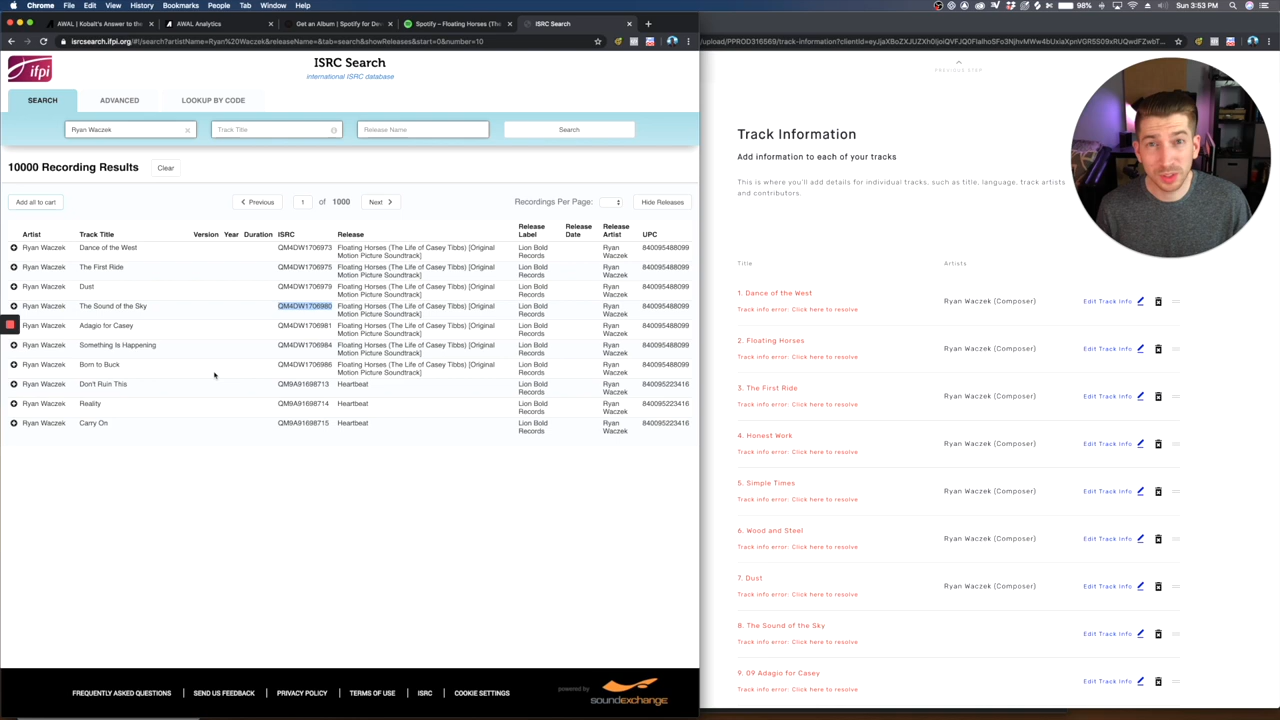 Chrome File Edit View History Bookmarks People Tab Window Help
98% Sun 3:53 PM
AWAL | Kobalt's Answer to the
AWAL Analytics
Get an Album | Spotify for Dev
Spotify – Floating Horses (The
ISRC Search
isrcsearch.ifpi.org/#!/search?artistName=Ryan%20Waczek&releaseName=&tab=search&showReleases&start=0&number=10
ifpi
ISRC Search
international ISRC database
SEARCH ADVANCED LOOKUP BY CODE
Ryan Waczek Track Title Release Name Search
10000 Recording Results Clear
Add all to cart Previous 1 of 1000 Next Recordings Per Page: Hide Releases
Artist Track Title Version Year Duration ISRC Release Release Label Release Date Release Artist UPC
Ryan Waczek Dance of the West QM4DW1706973 Floating Horses (The Life of Casey Tibbs) [Original Motion Picture Soundtrack] Lion Bold Records Ryan Waczek 840095488099
Ryan Waczek The First Ride QM4DW1706975 Floating Horses (The Life of Casey Tibbs) [Original Motion Picture Soundtrack] Lion Bold Records Ryan Waczek 840095488099
Ryan Waczek Dust QM4DW1706979 Floating Horses (The Life of Casey Tibbs) [Original Motion Picture Soundtrack] Lion Bold Records Ryan Waczek 840095488099
Ryan Waczek The Sound of the Sky QM4DW1706980 Floating Horses (The Life of Casey Tibbs) [Original Motion Picture Soundtrack] Lion Bold Records Ryan Waczek 840095488099
Ryan Waczek Adagio for Casey QM4DW1706981 Floating Horses (The Life of Casey Tibbs) [Original Motion Picture Soundtrack] Lion Bold Records Ryan Waczek 840095488099
Ryan Waczek Something Is Happening QM4DW1706984 Floating Horses (The Life of Casey Tibbs) [Original Motion Picture Soundtrack] Lion Bold Records Ryan Waczek 840095488099
Ryan Waczek Born to Buck QM4DW1706986 Floating Horses (The Life of Casey Tibbs) [Original Motion Picture Soundtrack] Lion Bold Records Ryan Waczek 840095488099
Ryan Waczek Don't Ruin This QM9A91698713 Heartbeat Lion Bold Records Ryan Waczek 840095223416
Ryan Waczek Reality QM9A91698714 Heartbeat Lion Bold Records Ryan Waczek 840095223416
Ryan Waczek Carry On QM9A91698715 Heartbeat Lion Bold Records Ryan Waczek 840095223416
FREQUENTLY ASKED QUESTIONS SEND US FEEDBACK PRIVACY POLICY TERMS OF USE ISRC COOKIE SETTINGS
powered by
soundexchange
PREVIOUS STEP
Track Information
Add information to each of your tracks
This is where you'll add details for individual tracks, such as title, language, track artists
and contributors.
Title Artists
1. Dance of the West
Track info error: Click here to resolve
Ryan Waczek (Composer) Edit Track Info
2. Floating Horses
Track info error: Click here to resolve
Ryan Waczek (Composer) Edit Track Info
3. The First Ride
Track info error: Click here to resolve
Ryan Waczek (Composer) Edit Track Info
4. Honest Work
Track info error: Click here to resolve
Ryan Waczek (Composer) Edit Track Info
5. Simple Times
Track info error: Click here to resolve
Ryan Waczek (Composer) Edit Track Info
6. Wood and Steel
Track info error: Click here to resolve
Ryan Waczek (Composer) Edit Track Info
7. Dust
Track info error: Click here to resolve
Ryan Waczek (Composer) Edit Track Info
8. The Sound of the Sky
Track info error: Click here to resolve
Edit Track Info
9. 09 Adagio for Casey
Track info error: Click here to resolve
Edit Track Info